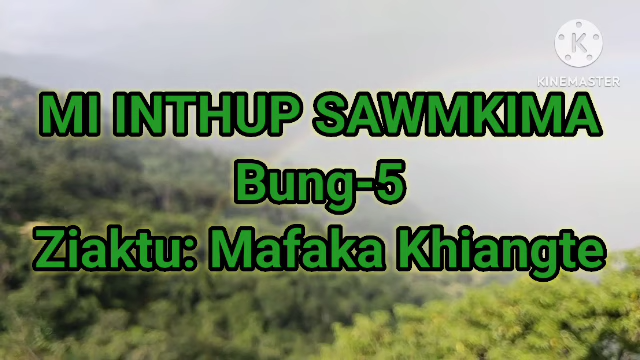 K
KINEMASTER
MI INTHUP SAWMKIMA
Bung-5
Ziaktu: Mafaka Khiangte